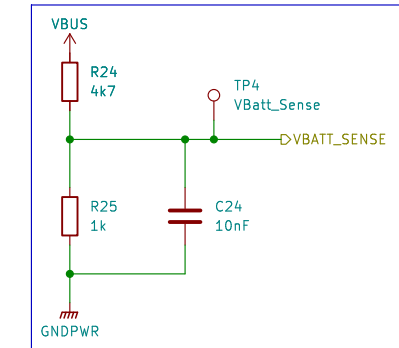 VBUS
R24
4k7
TP4
VBatt_Sense
VBATT_SENSE
R25
1k
C24
10nF
GNDPWR